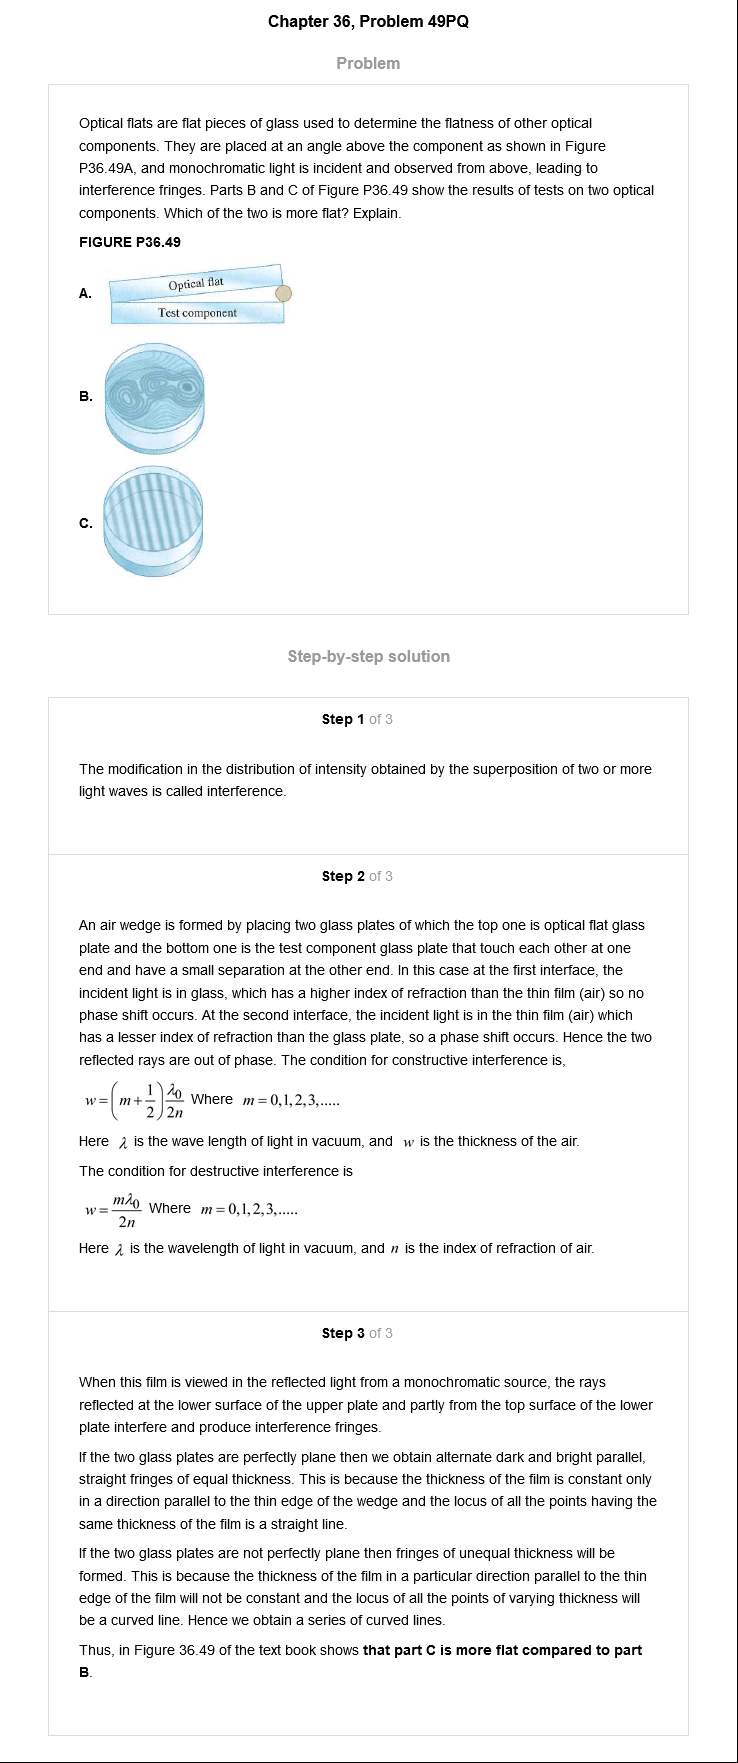 Chapter 36, Problem 49PQ
Problem
Optical flats are flat pieces of glass used to determine the flatness of other optical
components. They are placed at an angle above the component as shown in Figure
P36.49A, and monochromatic light is incident and observed from above, leading to
interference fringes. Parts B and C of Figure P36.49 show the results of tests on two optical
components. Which of the two is more flat? Explain.
FIGURE P36.49
A.
Optical flat
Test component
B.
C.
Step-by-step solution
Step 1 of 3
The modification in the distribution of intensity obtained by the superposition of two or more
light waves is called interference.
Step 2 of 3
An air wedge is formed by placing two glass plates of which the top one is optical flat glass
plate and the bottom one is the test component glass plate that touch each other at one
end and have a small separation at the other end. In this case at the first interface, the
incident light is in glass, which has a higher index of refraction than the thin film (air) so no
phase shift occurs. At the second interface, the incident light is in the thin film (air) which
has a lesser index of refraction than the glass plate, so a phase shift occurs. Hence the two
reflected rays are out of phase. The condition for constructive interference is,
w = (m + 1/2) λ0/2n Where m = 0,1,2,3,.....
Here λ is the wave length of light in vacuum, and w is the thickness of the air.
The condition for destructive interference is
w = mλ0/2n Where m = 0,1,2,3,.....
Here λ is the wavelength of light in vacuum, and n is the index of refraction of air.
Step 3 of 3
When this film is viewed in the reflected light from a monochromatic source, the rays
reflected at the lower surface of the upper plate and partly from the top surface of the lower
plate interfere and produce interference fringes.
If the two glass plates are perfectly plane then we obtain alternate dark and bright parallel,
straight fringes of equal thickness. This is because the thickness of the film is constant only
in a direction parallel to the thin edge of the wedge and the locus of all the points having the
same thickness of the film is a straight line.
If the two glass plates are not perfectly plane then fringes of unequal thickness will be
formed. This is because the thickness of the film in a particular direction parallel to the thin
edge of the film will not be constant and the locus of all the points of varying thickness will
be a curved line. Hence we obtain a series of curved lines.
Thus, in Figure 36.49 of the text book shows that part C is more flat compared to part
B.